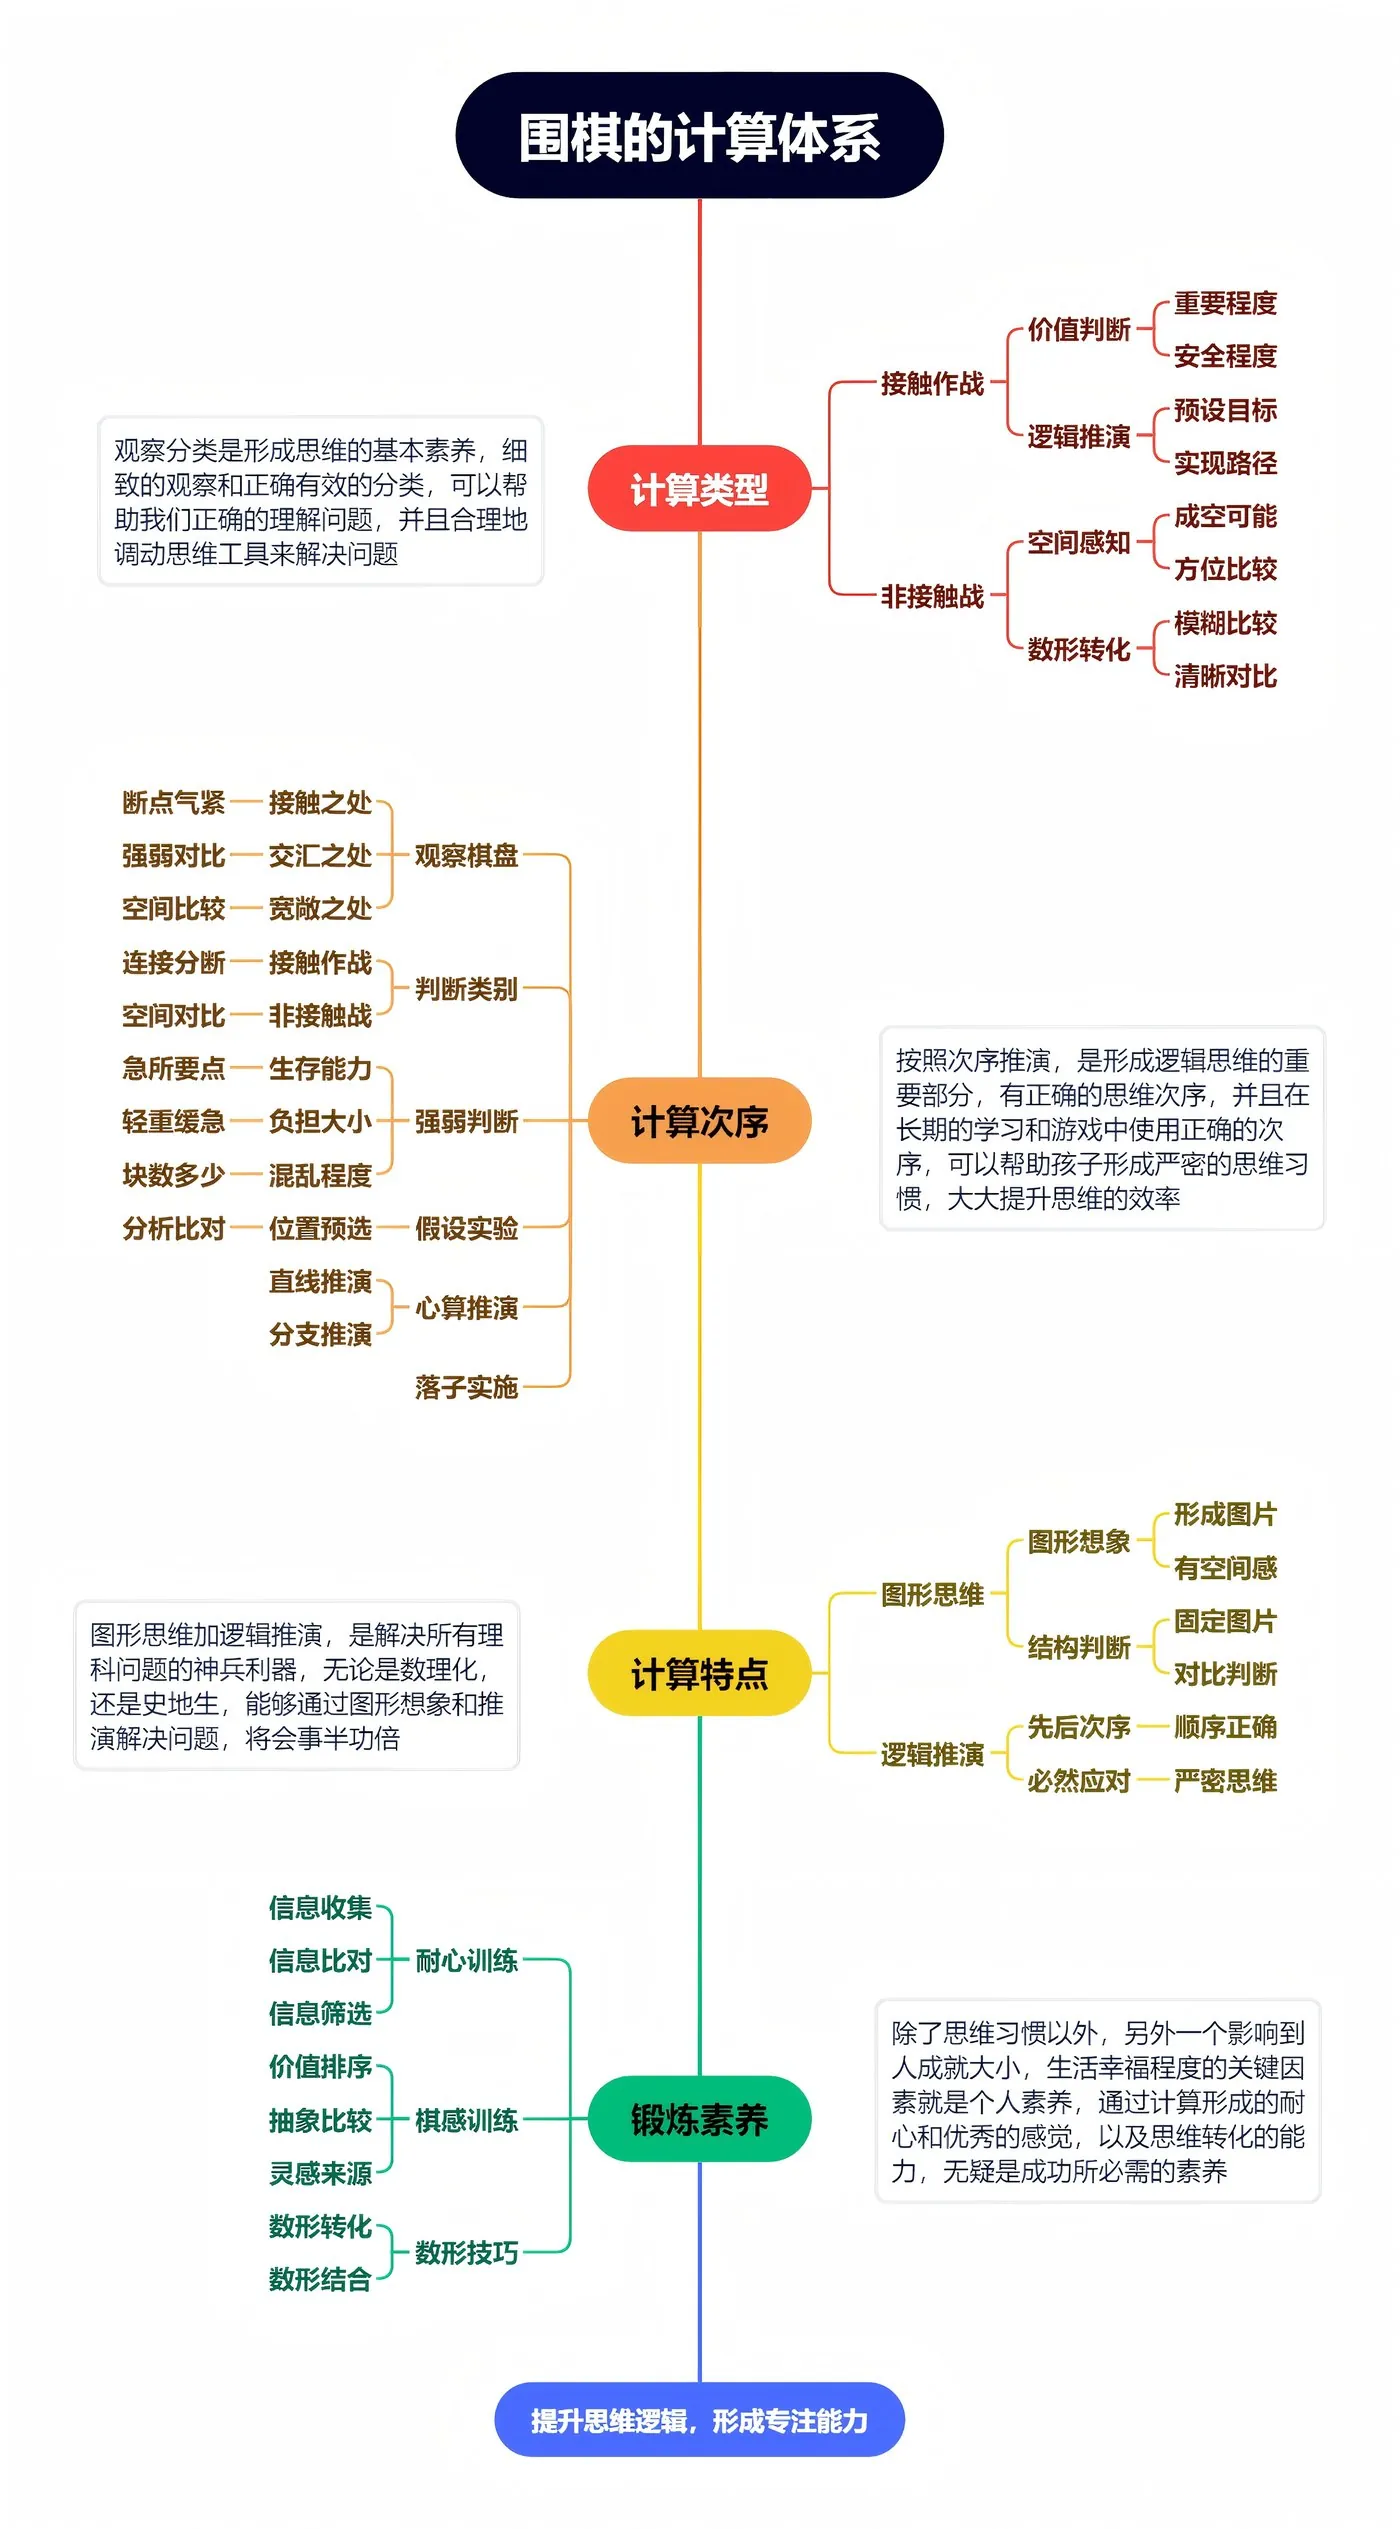 围棋的计算体系
观察分类是形成思维的基本素养，细
致的观察和正确有效的分类，可以帮
助我们正确的理解问题，并且合理地
调动思维工具来解决问题
计算类型
接触作战
价值判断
重要程度
安全程度
逻辑推演
预设目标
实现路径
非接触战
空间感知
成空可能
方位比较
数形转化
模糊比较
清晰对比
计算次序
观察棋盘
接触之处
断点气紧
交汇之处
强弱对比
宽敞之处
空间比较
判断类别
接触作战
连接分断
非接触战
空间对比
强弱判断
生存能力
急所要点
负担大小
轻重缓急
混乱程度
块数多少
假设实验
位置预选
分析比对
心算推演
直线推演
分支推演
落子实施
按照次序推演，是形成逻辑思维的重
要部分，有正确的思维次序，并且在
长期的学习和游戏中使用正确的次
序，可以帮助孩子形成严密的思维习
惯，大大提升思维的效率
图形思维加逻辑推演，是解决所有理
科问题的神兵利器，无论是数理化，
还是史地生，能够通过图形想象和推
演解决问题，将会事半功倍
计算特点
图形思维
图形想象
形成图片
有空间感
结构判断
固定图片
对比判断
逻辑推演
先后次序
顺序正确
必然应对
严密思维
锻炼素养
耐心训练
信息收集
信息比对
信息筛选
棋感训练
价值排序
抽象比较
灵感来源
数形技巧
数形转化
数形结合
除了思维习惯以外，另外一个影响到
人成就大小，生活幸福程度的关键因
素就是个人素养，通过计算形成的耐
心和优秀的感觉，以及思维转化的能
力，无疑是成功所必需的素养
提升思维逻辑，形成专注能力